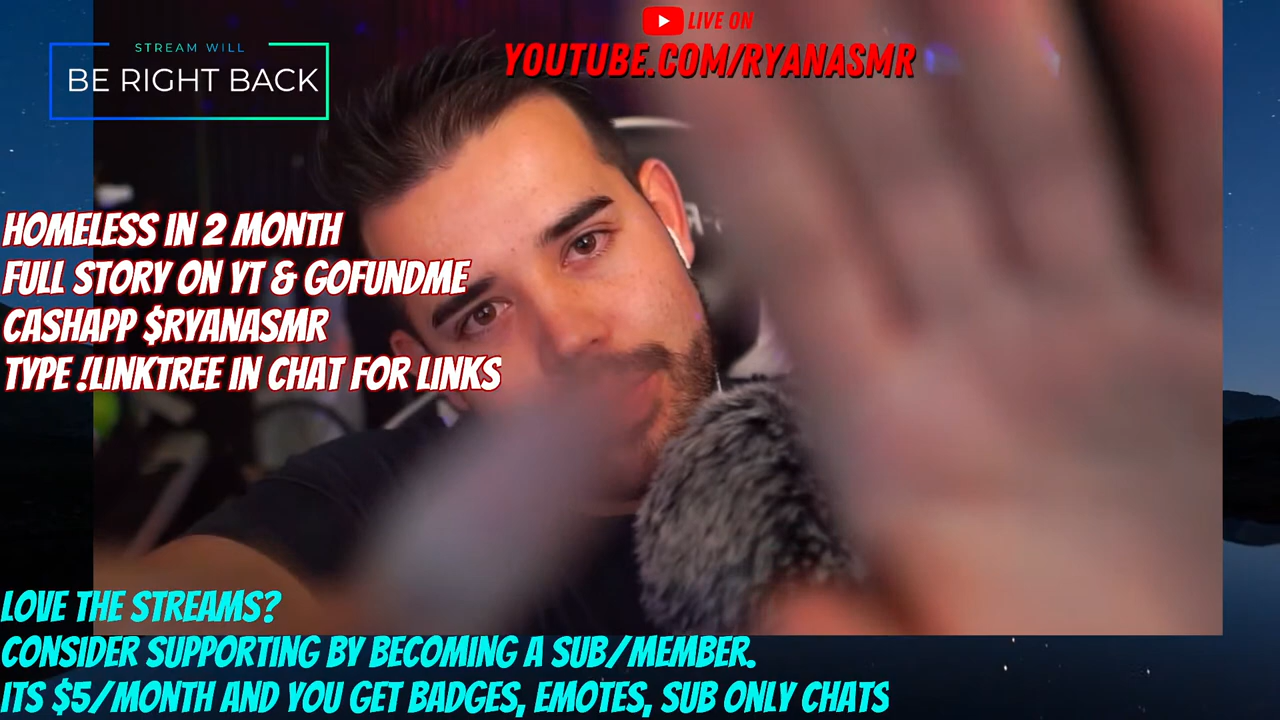 STREAM WILL
BE RIGHT BACK
LIVE ON
YOUTUBE.COM/RYANASMR
HOMELESS IN 2 MONTH
FULL STORY ON YT & GOFUNDME
CASHAPP $RYANASMR
TYPE !LINKTREE IN CHAT FOR LINKS
LOVE THE STREAMS?
CONSIDER SUPPORTING BY BECOMING A SUB/MEMBER.
ITS $5/MONTH AND YOU GET BADGES, EMOTES, SUB ONLY CHATS